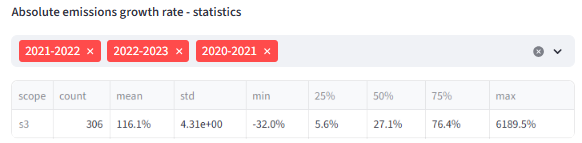 Absolute emissions growth rate - statistics
2021-2022 × 2022-2023 × 2020-2021 ×
scope count mean std min 25% 50% 75% max
s3 306 116.1% 4.31e+00 -32.0% 5.6% 27.1% 76.4% 6189.5%